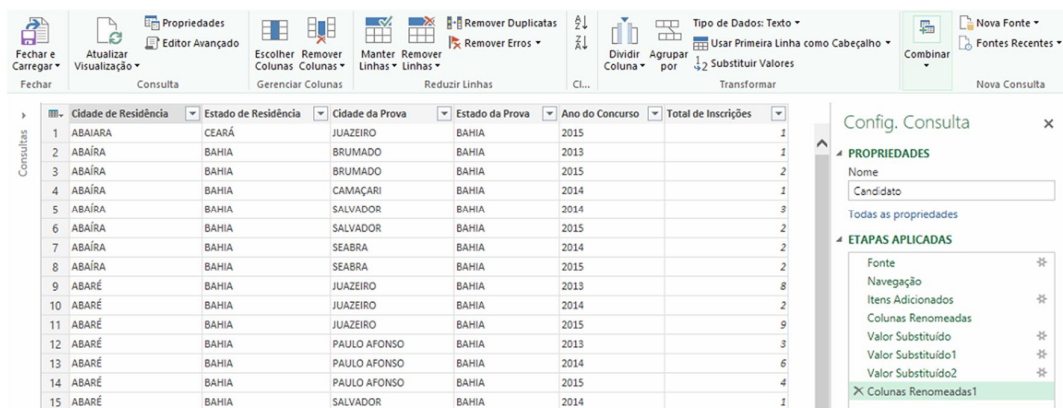 Fechar e Carregar
Fechar
Atualizar Visualização
Propriedades
Editor Avançado
Consulta
Escolher Colunas
Remover Colunas
Gerenciar Colunas
Manter Linhas
Remover Linhas
Remover Duplicatas
Remover Erros
Reduzir Linhas
Cl...
Dividir Coluna
Agrupar por
Tipo de Dados: Texto
Usar Primeira Linha como Cabeçalho
Substituir Valores
Transformar
Combinar
Nova Fonte
Fontes Recentes
Nova Consulta
Consultas
Cidade de Residência Estado de Residência Cidade da Prova Estado da Prova Ano do Concurso Total de Inscrições
1 ABAIARA CEARÁ JUAZEIRO BAHIA 2015 1
2 ABAÍRA BAHIA BRUMADO BAHIA 2013 1
3 ABAÍRA BAHIA BRUMADO BAHIA 2015 2
4 ABAÍRA BAHIA CAMAÇARI BAHIA 2014 1
5 ABAÍRA BAHIA SALVADOR BAHIA 2014 3
6 ABAÍRA BAHIA SALVADOR BAHIA 2015 2
7 ABAÍRA BAHIA SEABRA BAHIA 2014 2
8 ABAÍRA BAHIA SEABRA BAHIA 2015 2
9 ABARÉ BAHIA JUAZEIRO BAHIA 2013 8
10 ABARÉ BAHIA JUAZEIRO BAHIA 2014 2
11 ABARÉ BAHIA JUAZEIRO BAHIA 2015 9
12 ABARÉ BAHIA PAULO AFONSO BAHIA 2013 3
13 ABARÉ BAHIA PAULO AFONSO BAHIA 2014 6
14 ABARÉ BAHIA PAULO AFONSO BAHIA 2015 4
15 ABARÉ BAHIA SALVADOR BAHIA 2014 1
Config. Consulta
PROPRIEDADES
Nome
Candidato
Todas as propriedades
ETAPAS APLICADAS
Fonte
Navegação
Itens Adicionados
Colunas Renomeadas
Valor Substituído
Valor Substituído1
Valor Substituído2
Colunas Renomeadas1